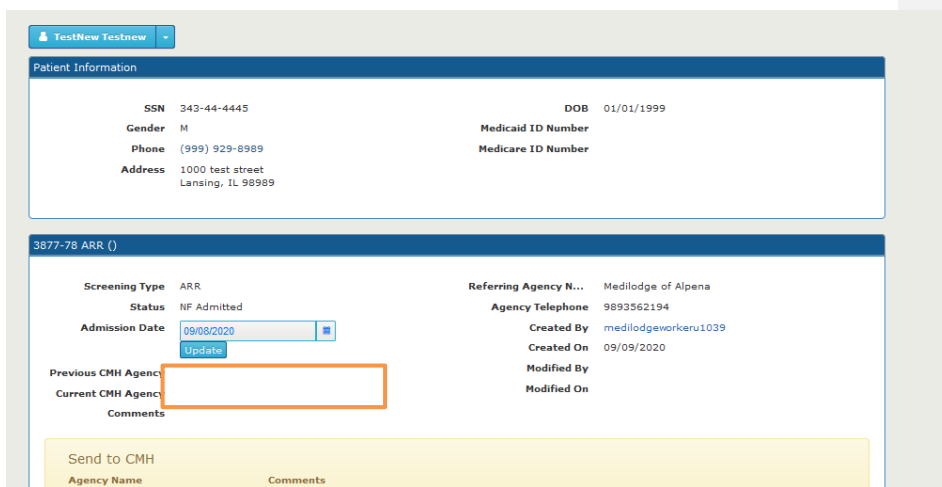 TestNew Testnew
Patient Information
SSN 343-44-4445 DOB 01/01/1999
Gender M Medicaid ID Number
Phone (999) 929-8989 Medicare ID Number
Address 1000 test street
Lansing, IL 98989
3877-78 ARR ()
Screening Type ARR Referring Agency N... Medilodge of Alpena
Status NF Admitted Agency Telephone 9893562194
Admission Date 09/08/2020 Created By medilodgeworkeru1039
Update Created On 09/09/2020
Previous CMH Agency Modified By
Current CMH Agency Modified On
Comments
Send to CMH
Agency Name Comments